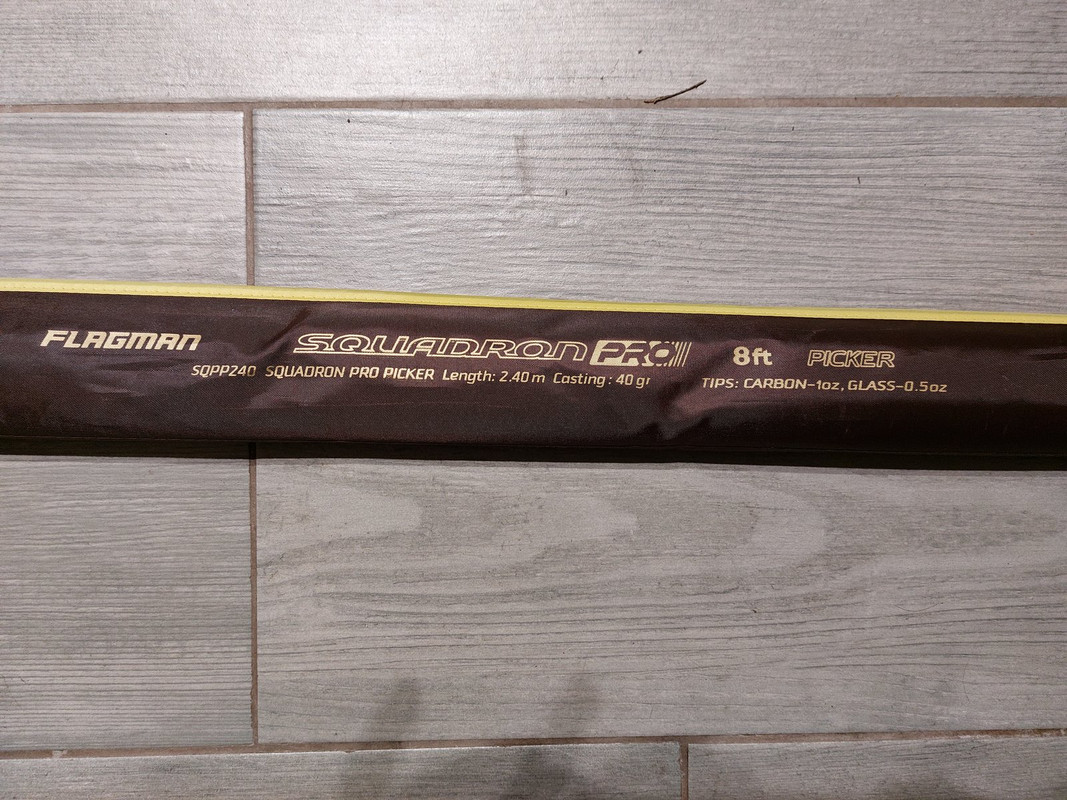 FLAGMAN SQUADRON PRO 8ft PICKER
SQPP240 SQUADRON PRO PICKER Length: 2.40 m Casting: 40 gr TIPS: CARBON-1oz, GLASS-0.5oz